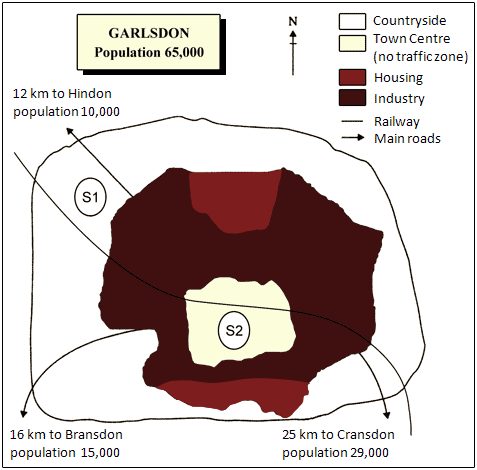 GARLSDON
Population 65,000
N
Countryside
Town Centre
(no traffic zone)
Housing
Industry
Railway
Main roads
12 km to Hindon
population 10,000
S1
S2
16 km to Bransdon
population 15,000
25 km to Cransdon
population 29,000